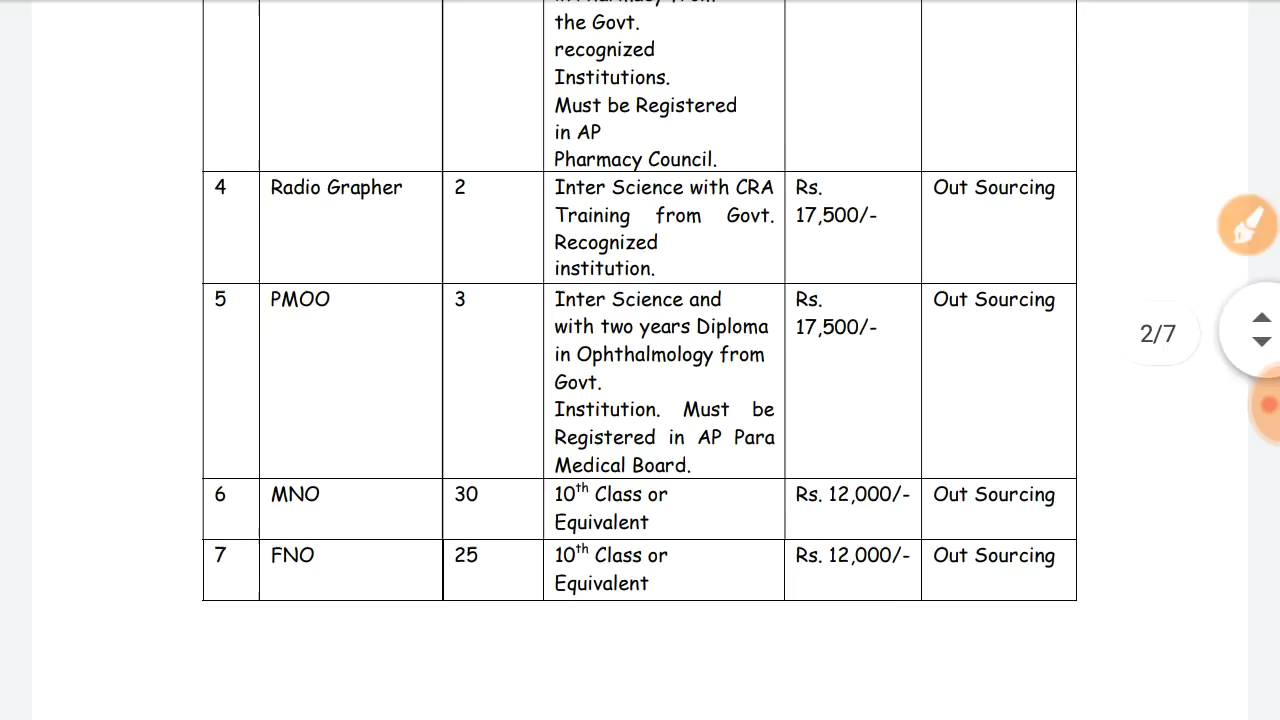 the Govt.
recognized
Institutions.
Must be Registered
in AP
Pharmacy Council.
4 Radio Grapher 2 Inter Science with CRA Rs. Out Sourcing
Training from Govt. 17,500/-
Recognized
institution.
5 PMOO 3 Inter Science and Rs. Out Sourcing
with two years Diploma 17,500/-
in Ophthalmology from
Govt.
Institution. Must be
Registered in AP Para
Medical Board.
6 MNO 30 10th Class or Rs. 12,000/- Out Sourcing
Equivalent
7 FNO 25 10th Class or Rs. 12,000/- Out Sourcing
Equivalent
2/7